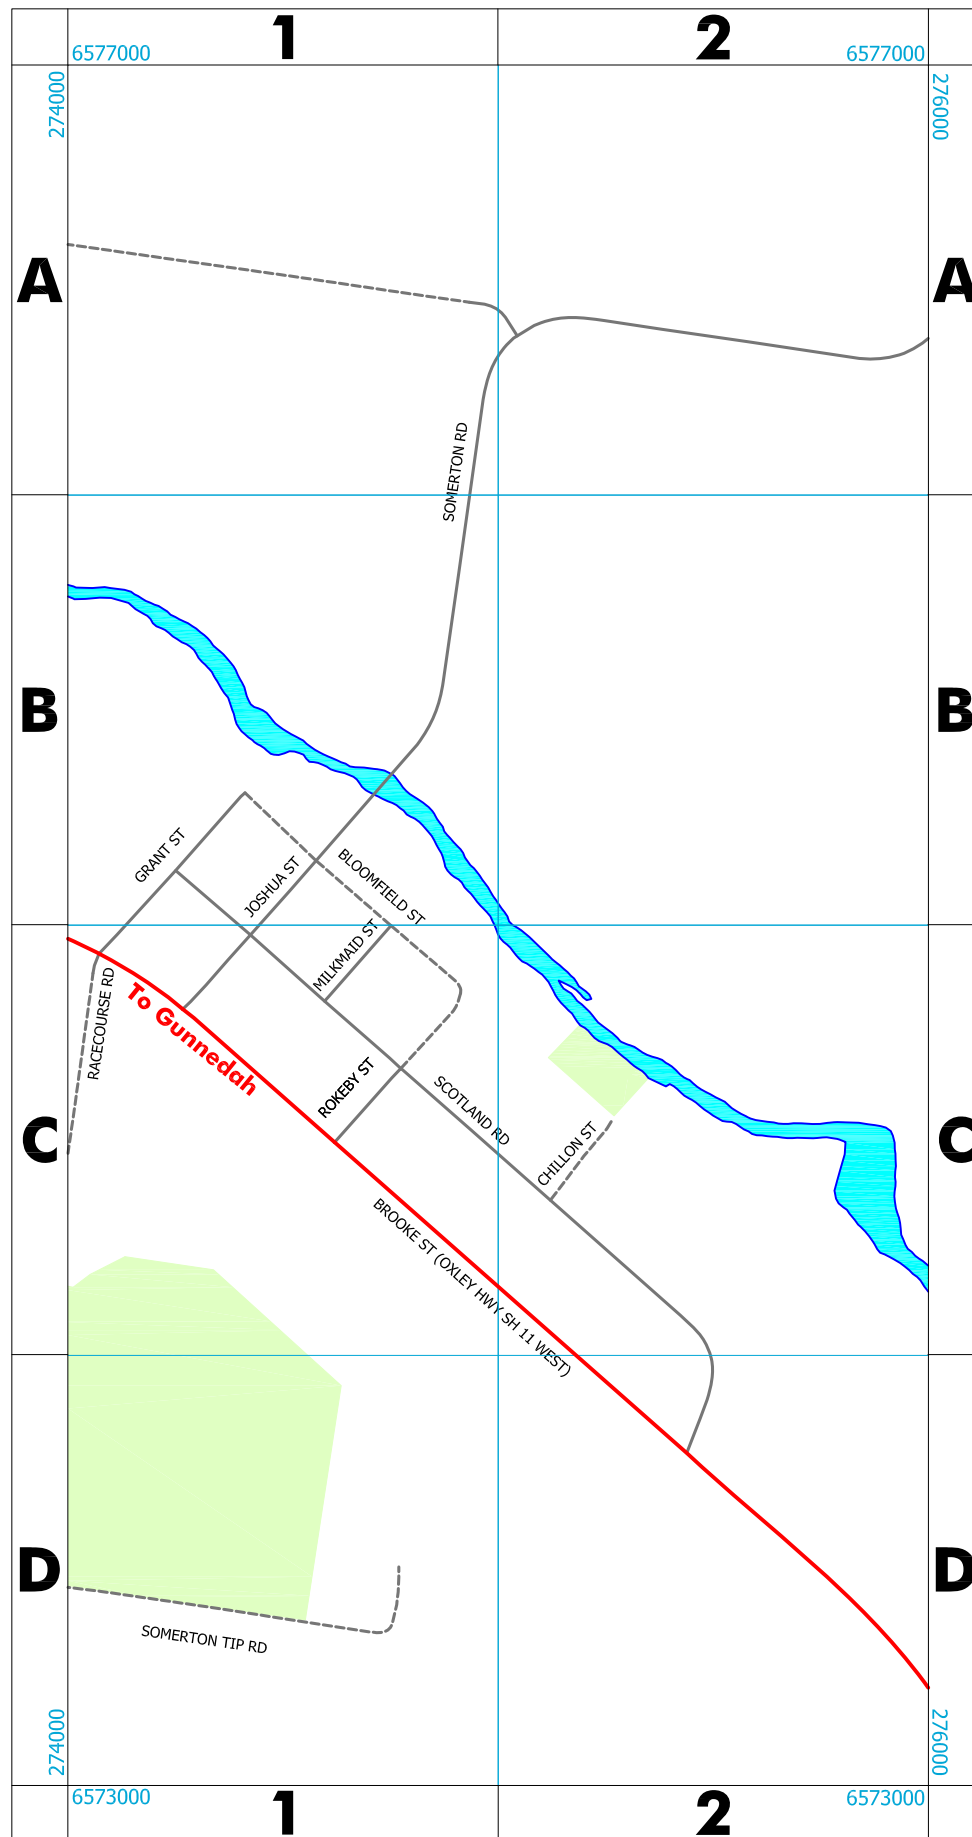 1
2
6577000
6577000
274000
276000
A
A
SOMERTON RD
B
B
GRANT ST
JOSHUA ST
BLOOMFIELD ST
MILKMAID ST
RACECOURSE RD
To Gunnedah
ROKEBY ST
SCOTLAND RD
CHILLON ST
C
C
BROOKE ST (OXLEY HWY SH 11 WEST)
D
D
SOMERTON TIP RD
274000
276000
6573000
6573000
1
2